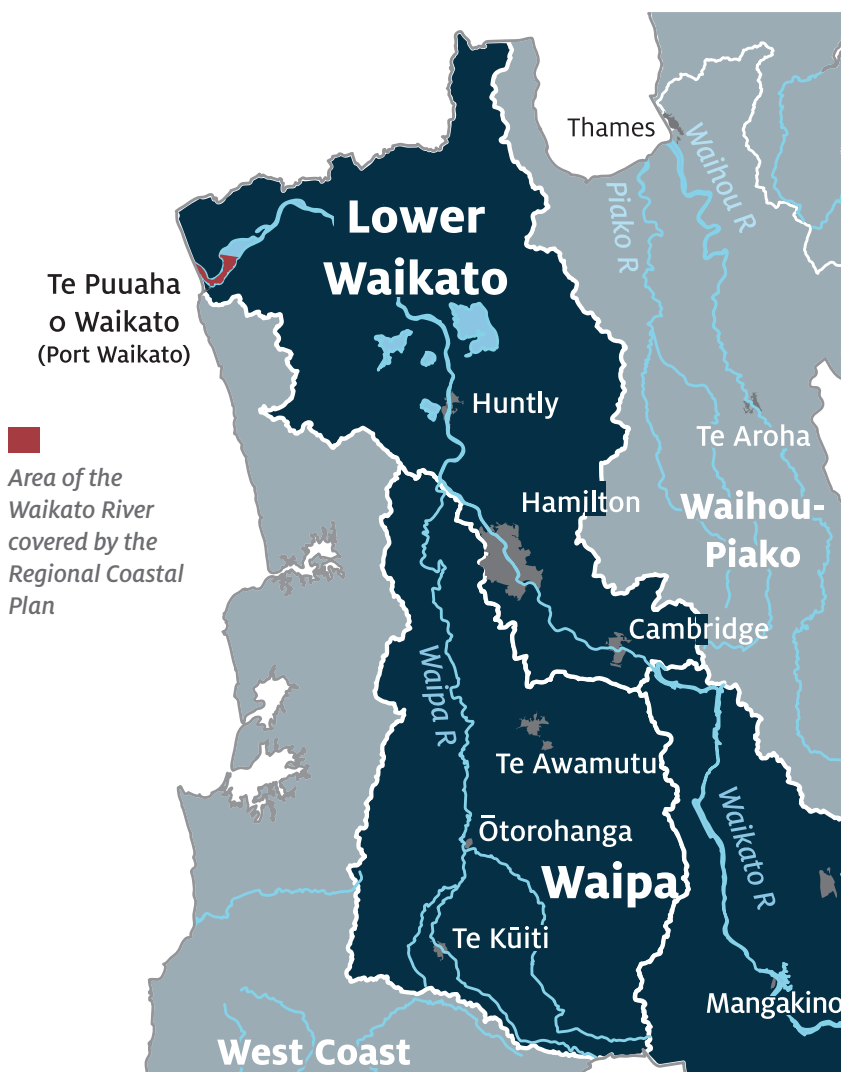 Thames
Waihou R
Piako R
Lower
Waikato
Te Puuaha
o Waikato
(Port Waikato)
Huntly
Te Aroha
Area of the
Waikato River
covered by the
Regional Coastal
Plan
Hamilton
Waihou-
Piako
Cambridge
Waipa R
Te Awamutu
Waikato R
Ōtorohanga
Waipa
Te Kūiti
Mangakino
West Coast